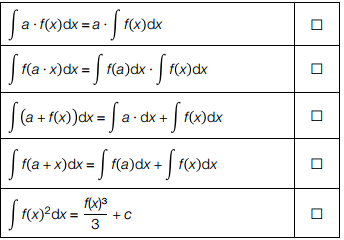 ∫a · f(x)dx = a · ∫f(x)dx ☐
∫f(a · x)dx = ∫f(a)dx · ∫f(x)dx ☐
∫(a + f(x))dx = ∫a · dx + ∫f(x)dx ☐
∫f(a + x)dx = ∫f(a)dx + ∫f(x)dx ☐
∫f(x)²dx = f(x)³/3 + c ☐